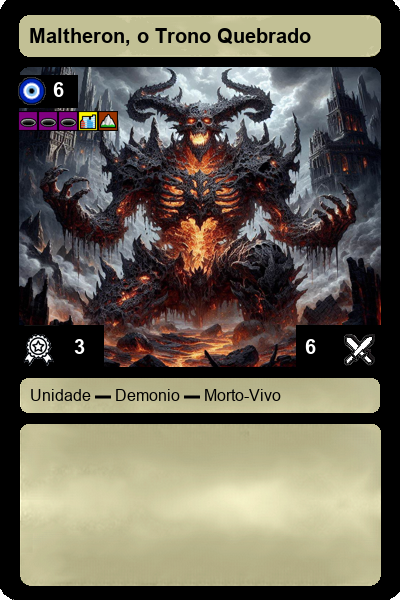 Maltheron, o Trono Quebrado
6
3
6
Unidade — Demonio — Morto-Vivo